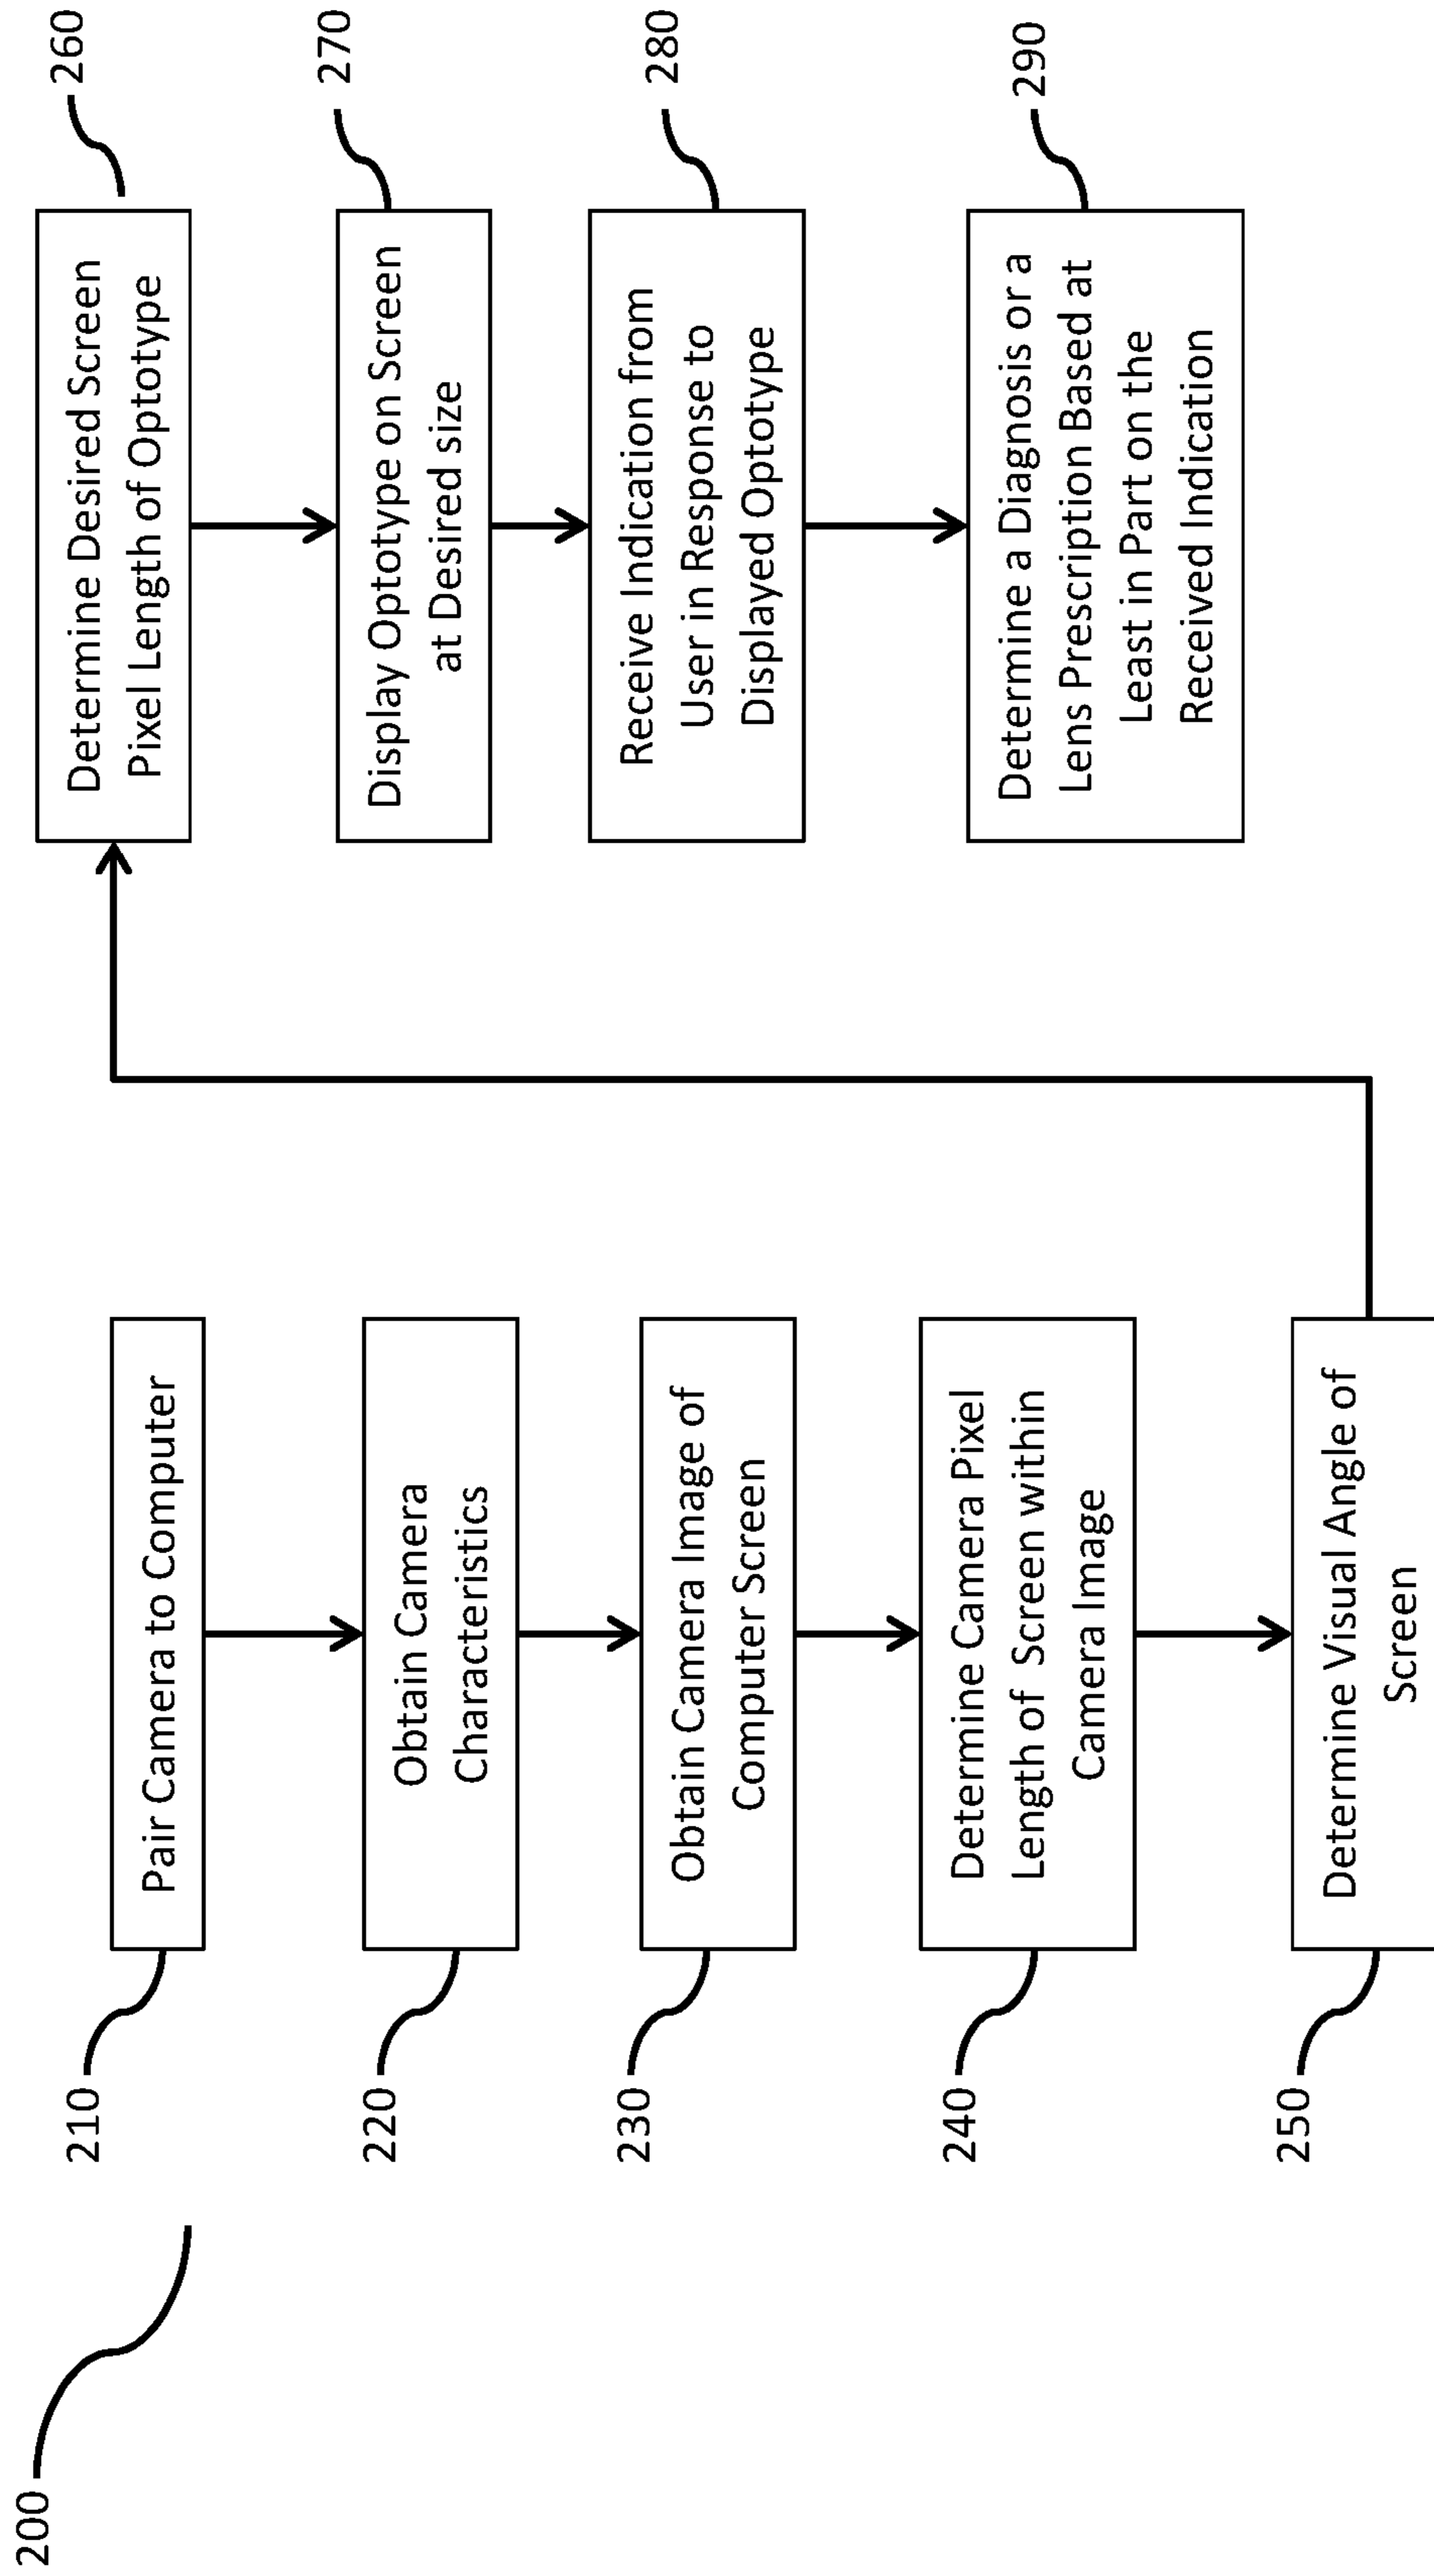 200
210
Pair Camera to Computer
220
Obtain Camera
Characteristics
230
Obtain Camera Image of
Computer Screen
240
Determine Camera Pixel
Length of Screen within
Camera Image
250
Determine Visual Angle of
Screen
260
Determine Desired Screen
Pixel Length of Optotype
270
Display Optotype on Screen
at Desired size
280
Receive Indication from
User in Response to
Displayed Optotype
290
Determine a Diagnosis or a
Lens Prescription Based at
Least in Part on the
Received Indication